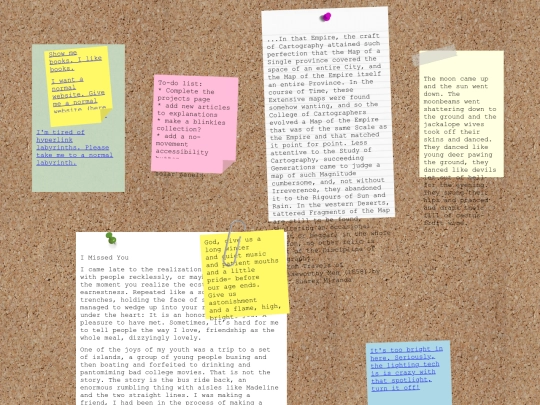 Show me
books. I like
books.
I want a
normal
website. Give
me a normal
website there
I'm tired of
hyperlink
labyrinths. Please
take me to a normal
labyrinth.
To-do list:
* Complete the
projects page
* add new articles
to explanations
* make a blinkies
collection?
* add a no-
movement
accessibility
solar panels
...In that Empire, the craft
of Cartography attained such
perfection that the Map of a
Single province covered the
space of an entire City, and
the Map of the Empire itself
an entire Province. In the
course of Time, these
Extensive maps were found
somehow wanting, and so the
College of Cartographers
evolved a Map of the Empire
that was of the same Scale as
the Empire and that matched
it point for point. Less
attentive to the Study of
Cartography, succeeding
Generations came to judge a
map of such Magnitude
cumbersome, and, not without
Irreverence, they abandoned
it to the Rigours of Sun and
Rain. In the western Deserts,
tattered Fragments of the Map
are still to be found,
The moon came up
and the sun went
down. The
moonbeams went
shattering down to
the ground and the
jackalope wives
took off their
skins and danced.
They danced like
young deer pawing
the ground, they
danced like devils
let out of hell
for the evening.
God, give us a
long winter
and quiet music
and patient mouths
and a little
pride- before
our age ends.
Give us
astonishment
and a flame, high,
bright.
I Missed You
I came late to the realization
with people recklessly, or
the moment you realize the
earnestness. Repeated like a
trenches, holding the face of
managed to wedge up into your
under the heart: It is an honor
pleasure to have met. Sometimes, it's hard for me
to tell people the way I love, friendship as the
whole meal, dizzyingly lovely.
One of the joys of my youth was a trip to a set
of islands, a group of young people busing and
then boating and forfeited to drinking and
pantomiming bad college movies. That is not the
story. The story is the bus ride back, an
enormous rumbling thing with aisles like Madeline
and the two straight lines. I was making a
friend, I had been in the process of making a
It's too bright in
here. Seriously,
the lighting tech
is is crazy with
that spotlight,
turn it off!